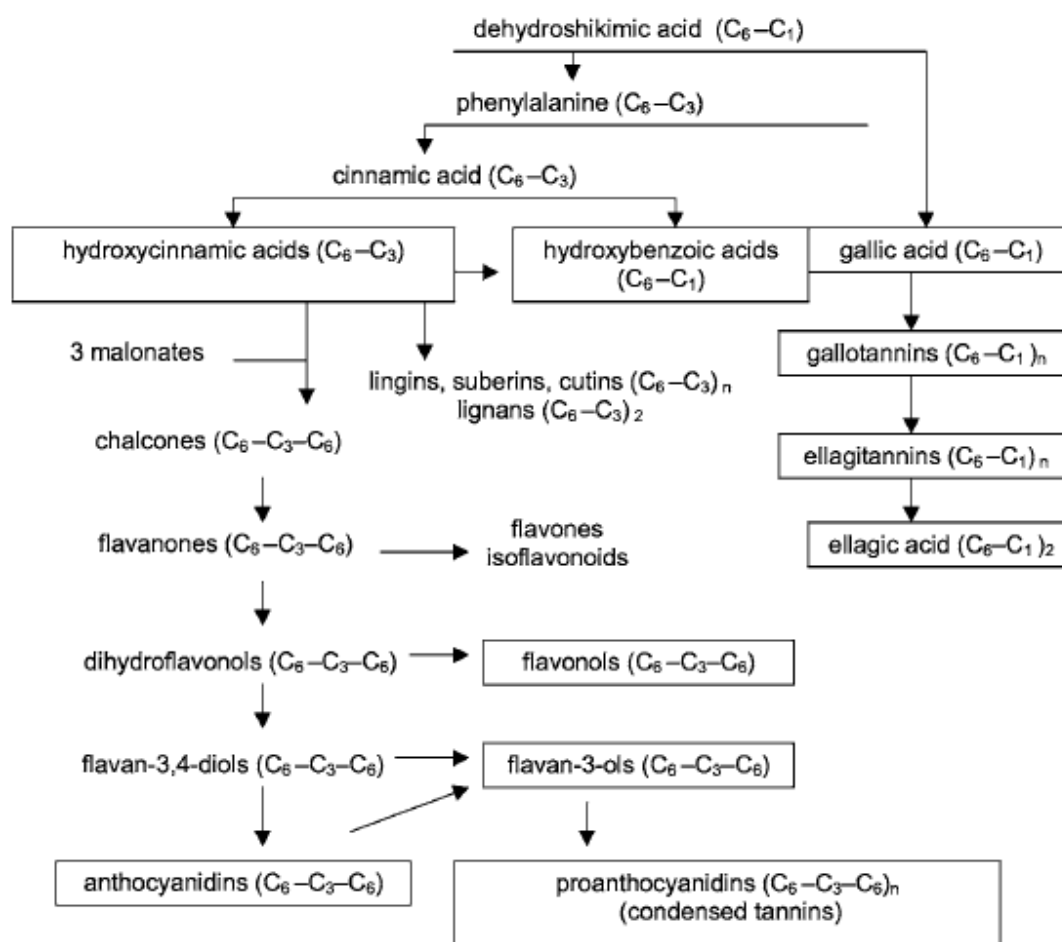 dehydroshikimic acid (C₆–C₁)
phenylalanine (C₆–C₃)
cinnamic acid (C₆–C₃)
hydroxycinnamic acids (C₆–C₃)
hydroxybenzoic acids
(C₆–C₁)
gallic acid (C₆–C₁)
3 malonates
lingins, suberins, cutins (C₆–C₃)ₙ
lignans (C₆–C₃)₂
gallotannins (C₆–C₁)ₙ
chalcones (C₆–C₃–C₆)
ellagitannins (C₆–C₁)ₙ
flavanones (C₆–C₃–C₆)
flavones
isoflavonoids
ellagic acid (C₆–C₁)₂
dihydroflavonols (C₆–C₃–C₆)
flavonols (C₆–C₃–C₆)
flavan-3,4-diols (C₆–C₃–C₆)
flavan-3-ols (C₆–C₃–C₆)
anthocyanidins (C₆–C₃–C₆)
proanthocyanidins (C₆–C₃–C₆)ₙ
(condensed tannins)